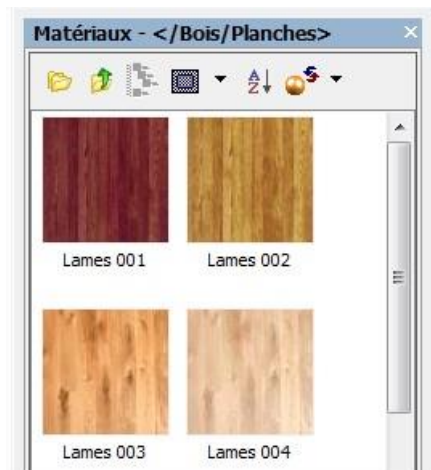 Matériaux - </Bois/Planches>
Lames 001
Lames 002
Lames 003
Lames 004